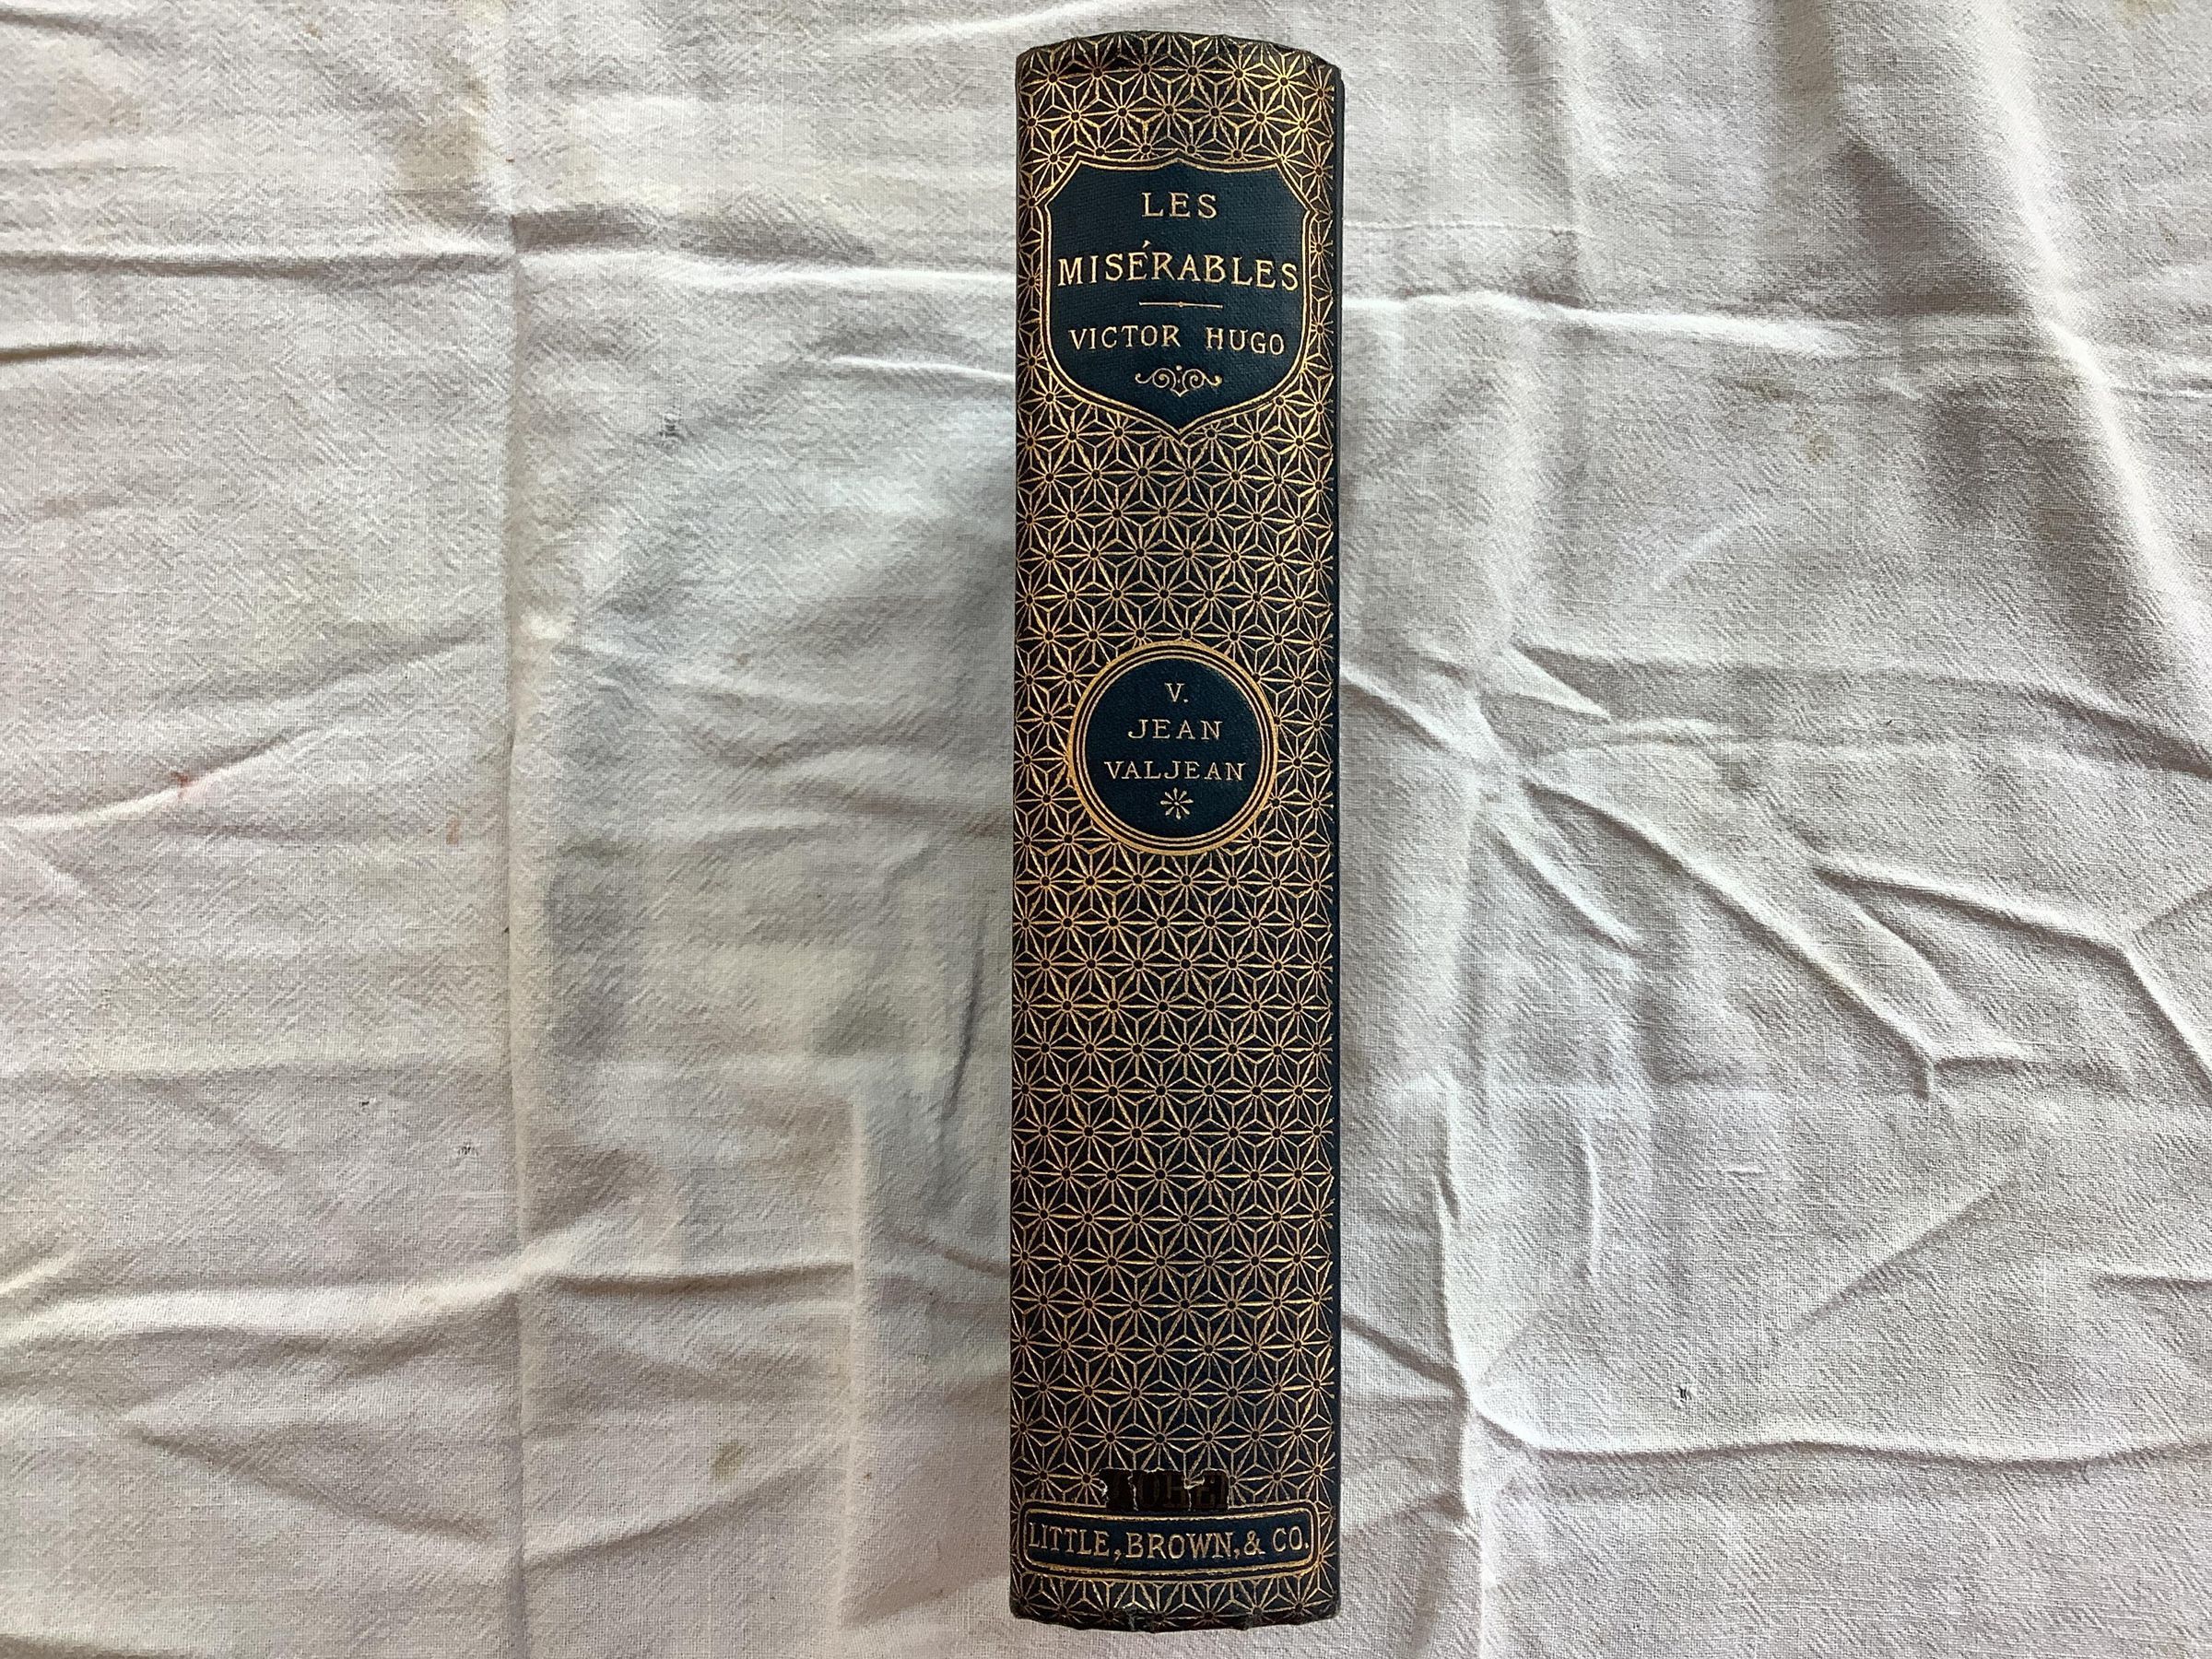 LES
MISÉRABLES
VICTOR HUGO
V.
JEAN
VALJEAN
LITTLE, BROWN, & CO.